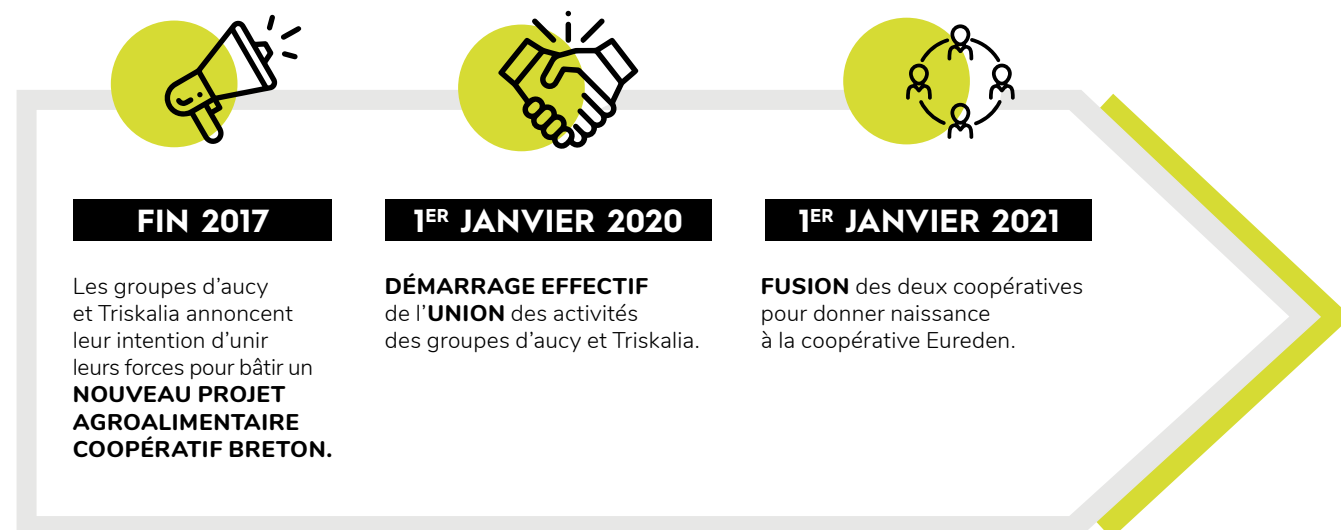 FIN 2017
Les groupes d’aucy
et Triskalia annoncent
leur intention d’unir
leurs forces pour bâtir un
NOUVEAU PROJET
AGROALIMENTAIRE
COOPÉRATIF BRETON.
1ER JANVIER 2020
DÉMARRAGE EFFECTIF
de l’UNION des activités
des groupes d’aucy et Triskalia.
1ER JANVIER 2021
FUSION des deux coopératives
pour donner naissance
à la coopérative Eureden.